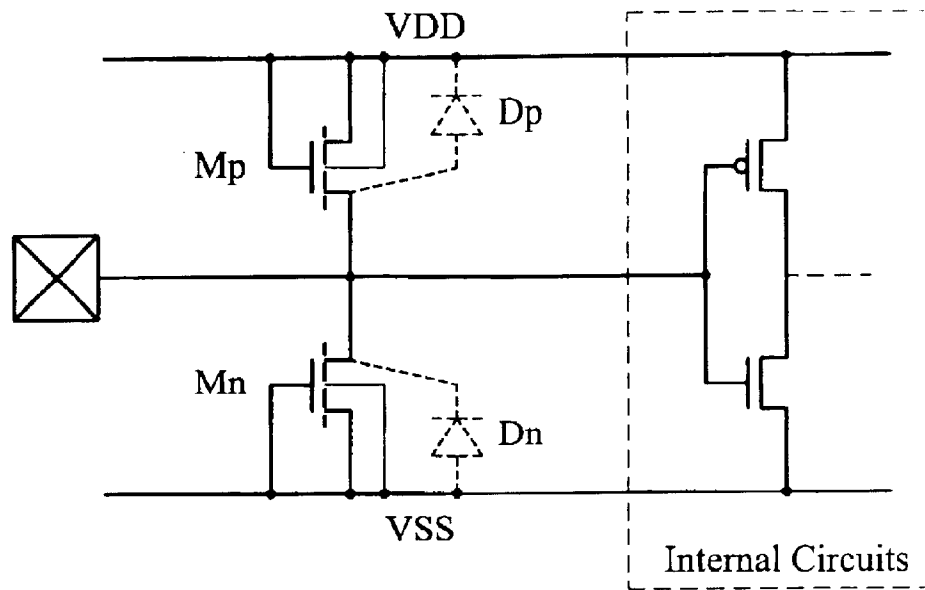 VDD
Dp
Mp
Mn
Dn
VSS
Internal Circuits